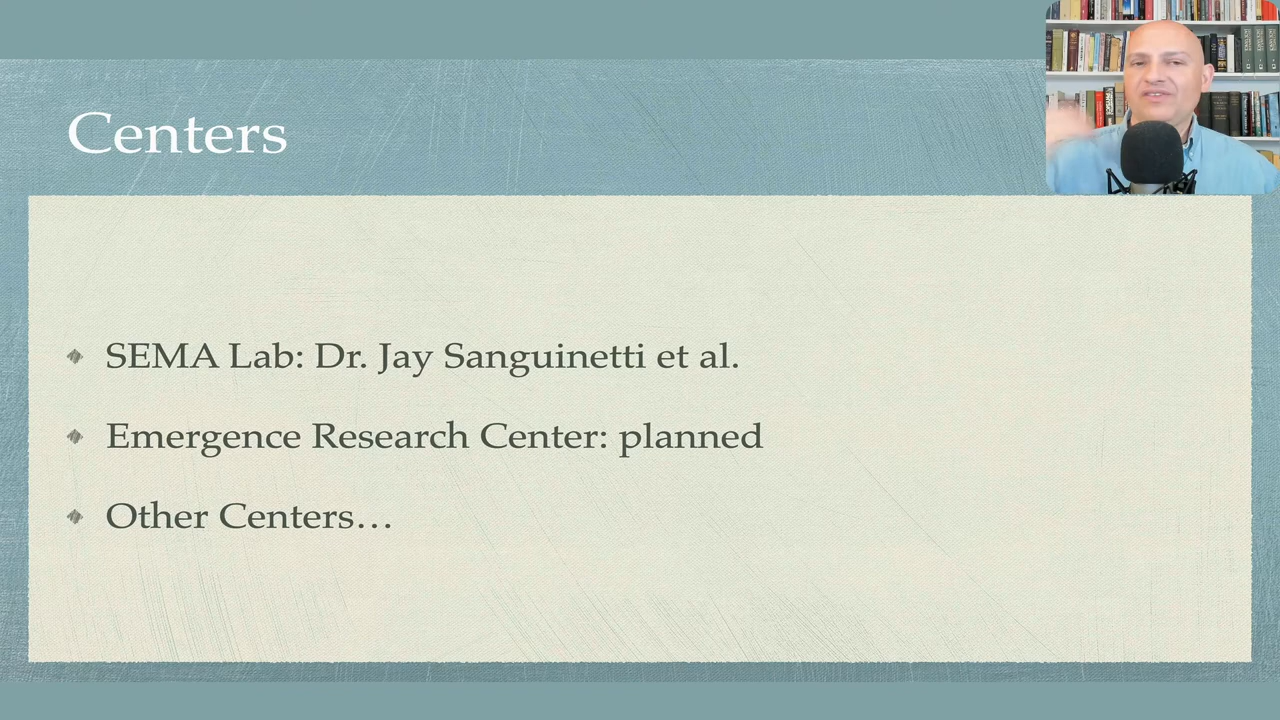 Centers
SEMA Lab: Dr. Jay Sanguinetti et al.
Emergence Research Center: planned
Other Centers…